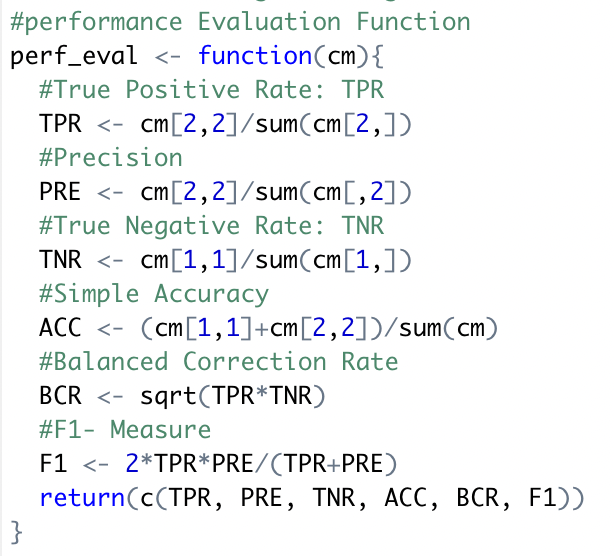 #performance Evaluation Function
perf_eval <- function(cm){
  #True Positive Rate: TPR
  TPR <- cm[2,2]/sum(cm[2,])
  #Precision
  PRE <- cm[2,2]/sum(cm[,2])
  #True Negative Rate: TNR
  TNR <- cm[1,1]/sum(cm[1,])
  #Simple Accuracy
  ACC <- (cm[1,1]+cm[2,2])/sum(cm)
  #Balanced Correction Rate
  BCR <- sqrt(TPR*TNR)
  #F1- Measure
  F1 <- 2*TPR*PRE/(TPR+PRE)
  return(c(TPR, PRE, TNR, ACC, BCR, F1))
}